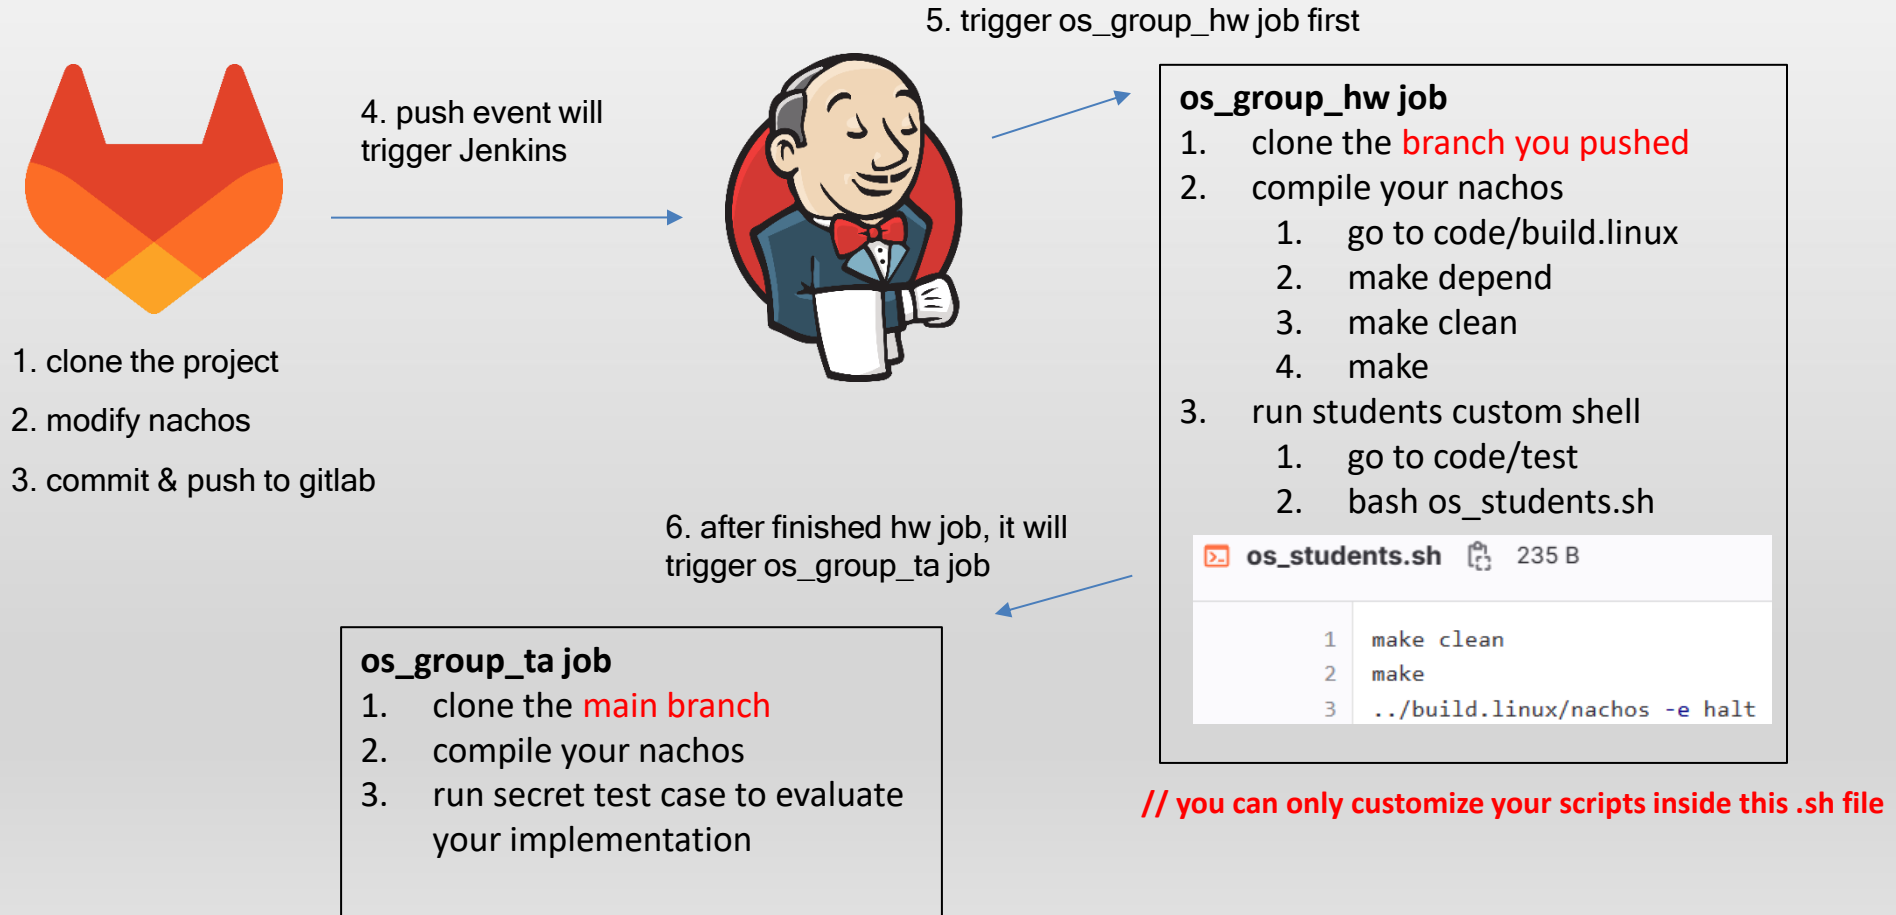 1. clone the project
2. modify nachos
3. commit & push to gitlab
4. push event will
trigger Jenkins
5. trigger os_group_hw job first
os_group_hw job
1. clone the branch you pushed
2. compile your nachos
1. go to code/build.linux
2. make depend
3. make clean
4. make
3. run students custom shell
1. go to code/test
2. bash os_students.sh
os_students.sh 235 B
1 make clean
2 make
3 ../build.linux/nachos -e halt
// you can only customize your scripts inside this .sh file
6. after finished hw job, it will
trigger os_group_ta job
os_group_ta job
1. clone the main branch
2. compile your nachos
3. run secret test case to evaluate
your implementation